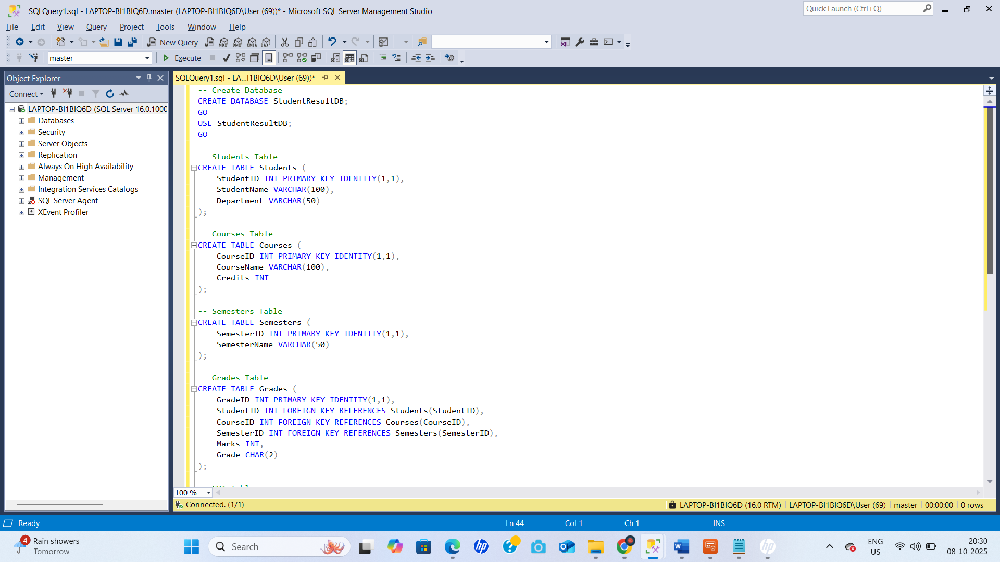 SQLQuery1.sql - LAPTOP-BI1BIQ6D.master (LAPTOP-BI1BIQ6D\User (69))* - Microsoft SQL Server Management Studio
Quick Launch (Ctrl+Q)
File Edit View Query Project Tools Window Help
New Query MDX DMX XMLA DAX
master Execute
Object Explorer
SQLQuery1.sql - LA...I1BIQ6D\User (69))*
Connect
LAPTOP-BI1BIQ6D (SQL Server 16.0.1000
Databases
Security
Server Objects
Replication
Always On High Availability
Management
Integration Services Catalogs
SQL Server Agent
XEvent Profiler
-- Create Database
CREATE DATABASE StudentResultDB;
GO
USE StudentResultDB;
GO
-- Students Table
CREATE TABLE Students (
StudentID INT PRIMARY KEY IDENTITY(1,1),
StudentName VARCHAR(100),
Department VARCHAR(50)
);
-- Courses Table
CREATE TABLE Courses (
CourseID INT PRIMARY KEY IDENTITY(1,1),
CourseName VARCHAR(100),
Credits INT
);
-- Semesters Table
CREATE TABLE Semesters (
SemesterID INT PRIMARY KEY IDENTITY(1,1),
SemesterName VARCHAR(50)
);
-- Grades Table
CREATE TABLE Grades (
GradeID INT PRIMARY KEY IDENTITY(1,1),
StudentID INT FOREIGN KEY REFERENCES Students(StudentID),
CourseID INT FOREIGN KEY REFERENCES Courses(CourseID),
SemesterID INT FOREIGN KEY REFERENCES Semesters(SemesterID),
Marks INT,
Grade CHAR(2)
);
100 %
Connected. (1/1) LAPTOP-BI1BIQ6D (16.0 RTM) LAPTOP-BI1BIQ6D\User (69) master 00:00:00 0 rows
Ready Ln 44 Col 1 Ch 1 INS
4 Rain showers
Tomorrow
Search
hp
ENG
US
20:30
08-10-2025